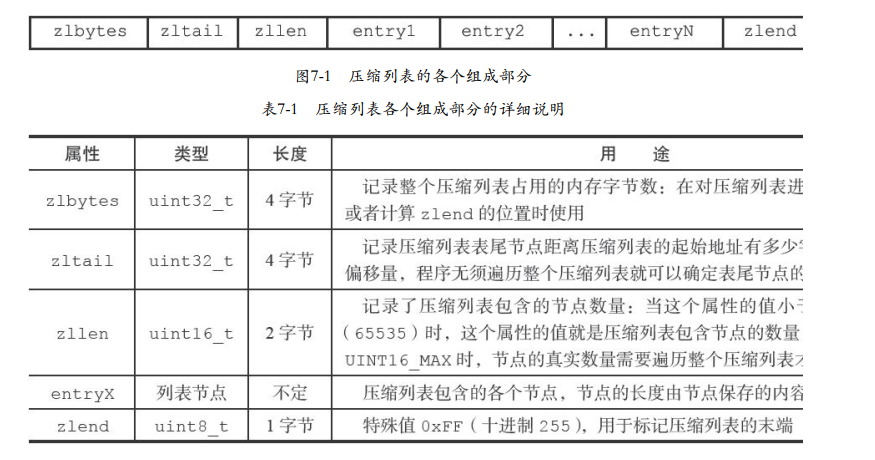 zlbytes zltail zllen entry1 entry2 ... entryN zlend
图7-1 压缩列表的各个组成部分
表7-1 压缩列表各个组成部分的详细说明
属性 类型 长度 用 途
zlbytes uint32_t 4 字节 记录整个压缩列表占用的内存字节数：在对压缩列表进
或者计算 zlend 的位置时使用
zltail uint32_t 4 字节 记录压缩列表表尾节点距离压缩列表的起始地址有多少
偏移量，程序无须遍历整个压缩列表就可以确定表尾节点的
zllen uint16_t 2 字节 记录了压缩列表包含的节点数量：当这个属性的值小于
（65535）时，这个属性的值就是压缩列表包含节点的数量
UINT16_MAX 时，节点的真实数量需要遍历整个压缩列表
entryX 列表节点 不定 压缩列表包含的各个节点，节点的长度由节点保存的内容
zlend uint8_t 1 字节 特殊值 0xFF（十进制 255），用于标记压缩列表的末端